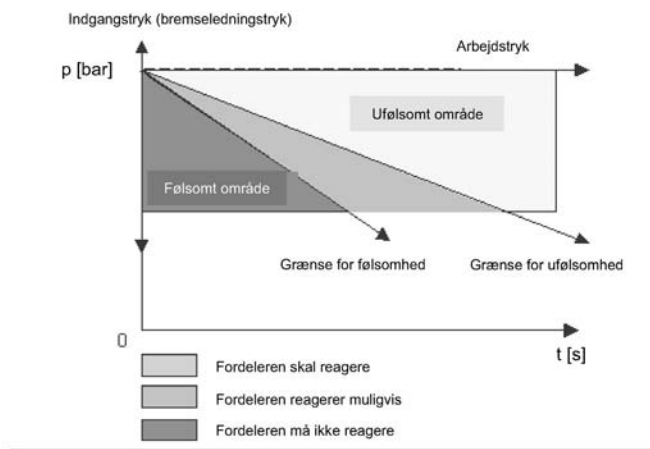 Indgangstryk (bremseledningstryk)
Arbejdstryk
p [bar]
Ufølsomt område
Følsomt område
Grænse for følsomhed
Grænse for ufølsomhed
0
t [s]
Fordeleren skal reagere
Fordeleren reagerer muligvis
Fordeleren må ikke reagere